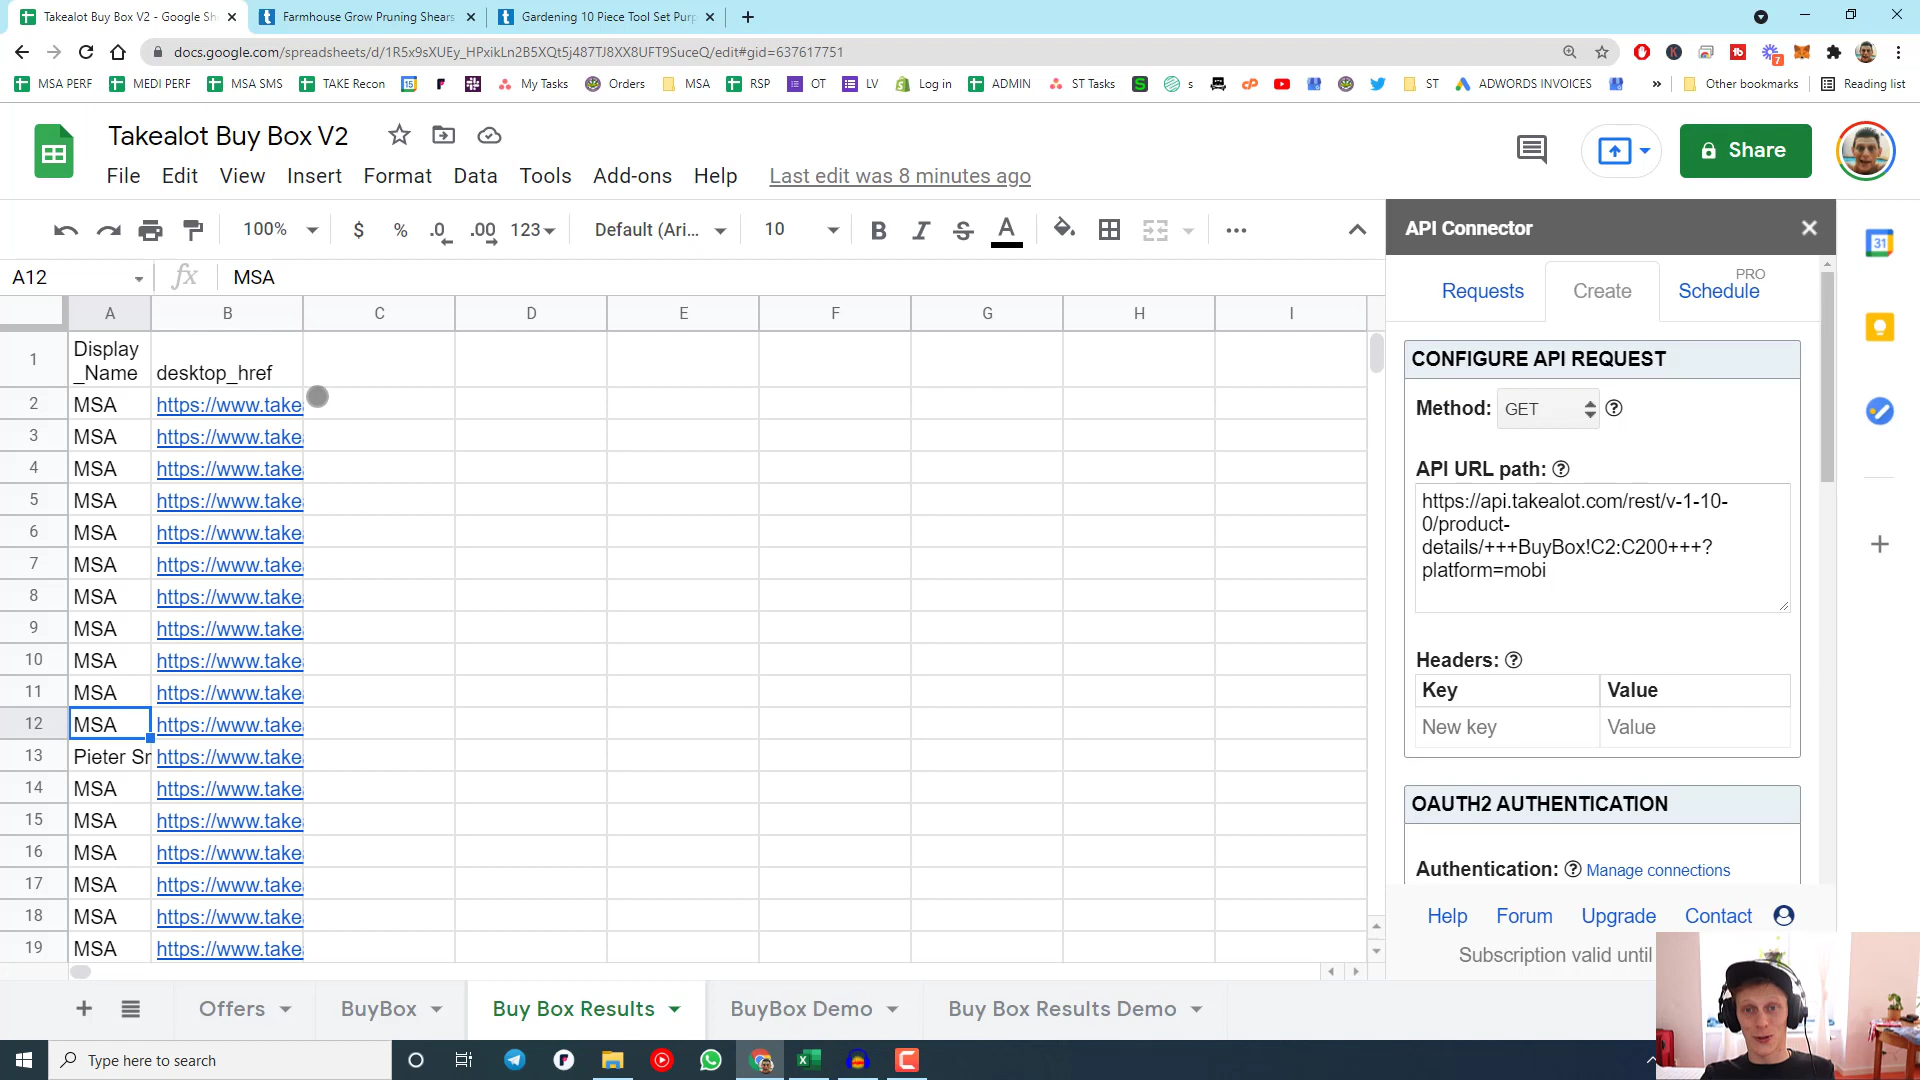 Takealot Buy Box V2 - Google Sh
Farmhouse Grow Pruning Shears
Gardening 10 Piece Tool Set Purp
docs.google.com/spreadsheets/d/1R5x9sXUEy_HPxikLn2B5XQt5j487TJ8XX8UFT9SuceQ/edit#gid=637617751
MSA PERF
MEDI PERF
MSA SMS
TAKE Recon
My Tasks
Orders
MSA
RSP
OT
LV
Log in
ADMIN
ST Tasks
s
ST
ADWORDS INVOICES
Other bookmarks
Reading list
Takealot Buy Box V2
Share
File Edit View Insert Format Data Tools Add-ons Help Last edit was 8 minutes ago
100% $ % .0 .00 123 Default (Ari... 10 B I S A
A12 fx MSA
A B C D E F G H I
1 Display_Name desktop_href
2 MSA https://www.take
3 MSA https://www.take
4 MSA https://www.take
5 MSA https://www.take
6 MSA https://www.take
7 MSA https://www.take
8 MSA https://www.take
9 MSA https://www.take
10 MSA https://www.take
11 MSA https://www.take
12 MSA https://www.take
13 Pieter Sr https://www.take
14 MSA https://www.take
15 MSA https://www.take
16 MSA https://www.take
17 MSA https://www.take
18 MSA https://www.take
19 MSA https://www.take
API Connector
Requests Create PRO Schedule
CONFIGURE API REQUEST
Method: GET
API URL path:
https://api.takealot.com/rest/v-1-10-
0/product-
details/+++BuyBox!C2:C200+++?
platform=mobi
Headers:
Key Value
New key Value
OAUTH2 AUTHENTICATION
Authentication: Manage connections
Help Forum Upgrade Contact
Subscription valid until
Offers BuyBox Buy Box Results BuyBox Demo Buy Box Results Demo
Type here to search